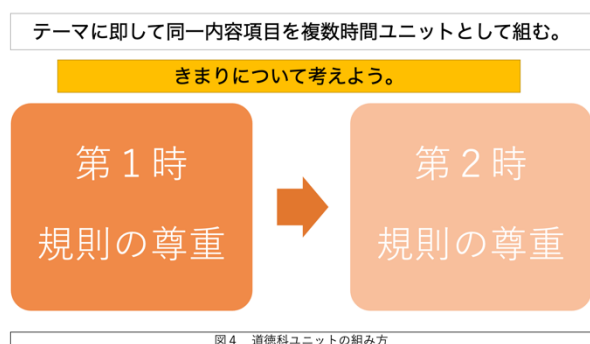 テーマに即して同一内容項目を複数時間ユニットとして組む。
きまりについて考えよう。
第１時
規則の尊重
第２時
規則の尊重
図４　道徳科ユニットの組み方